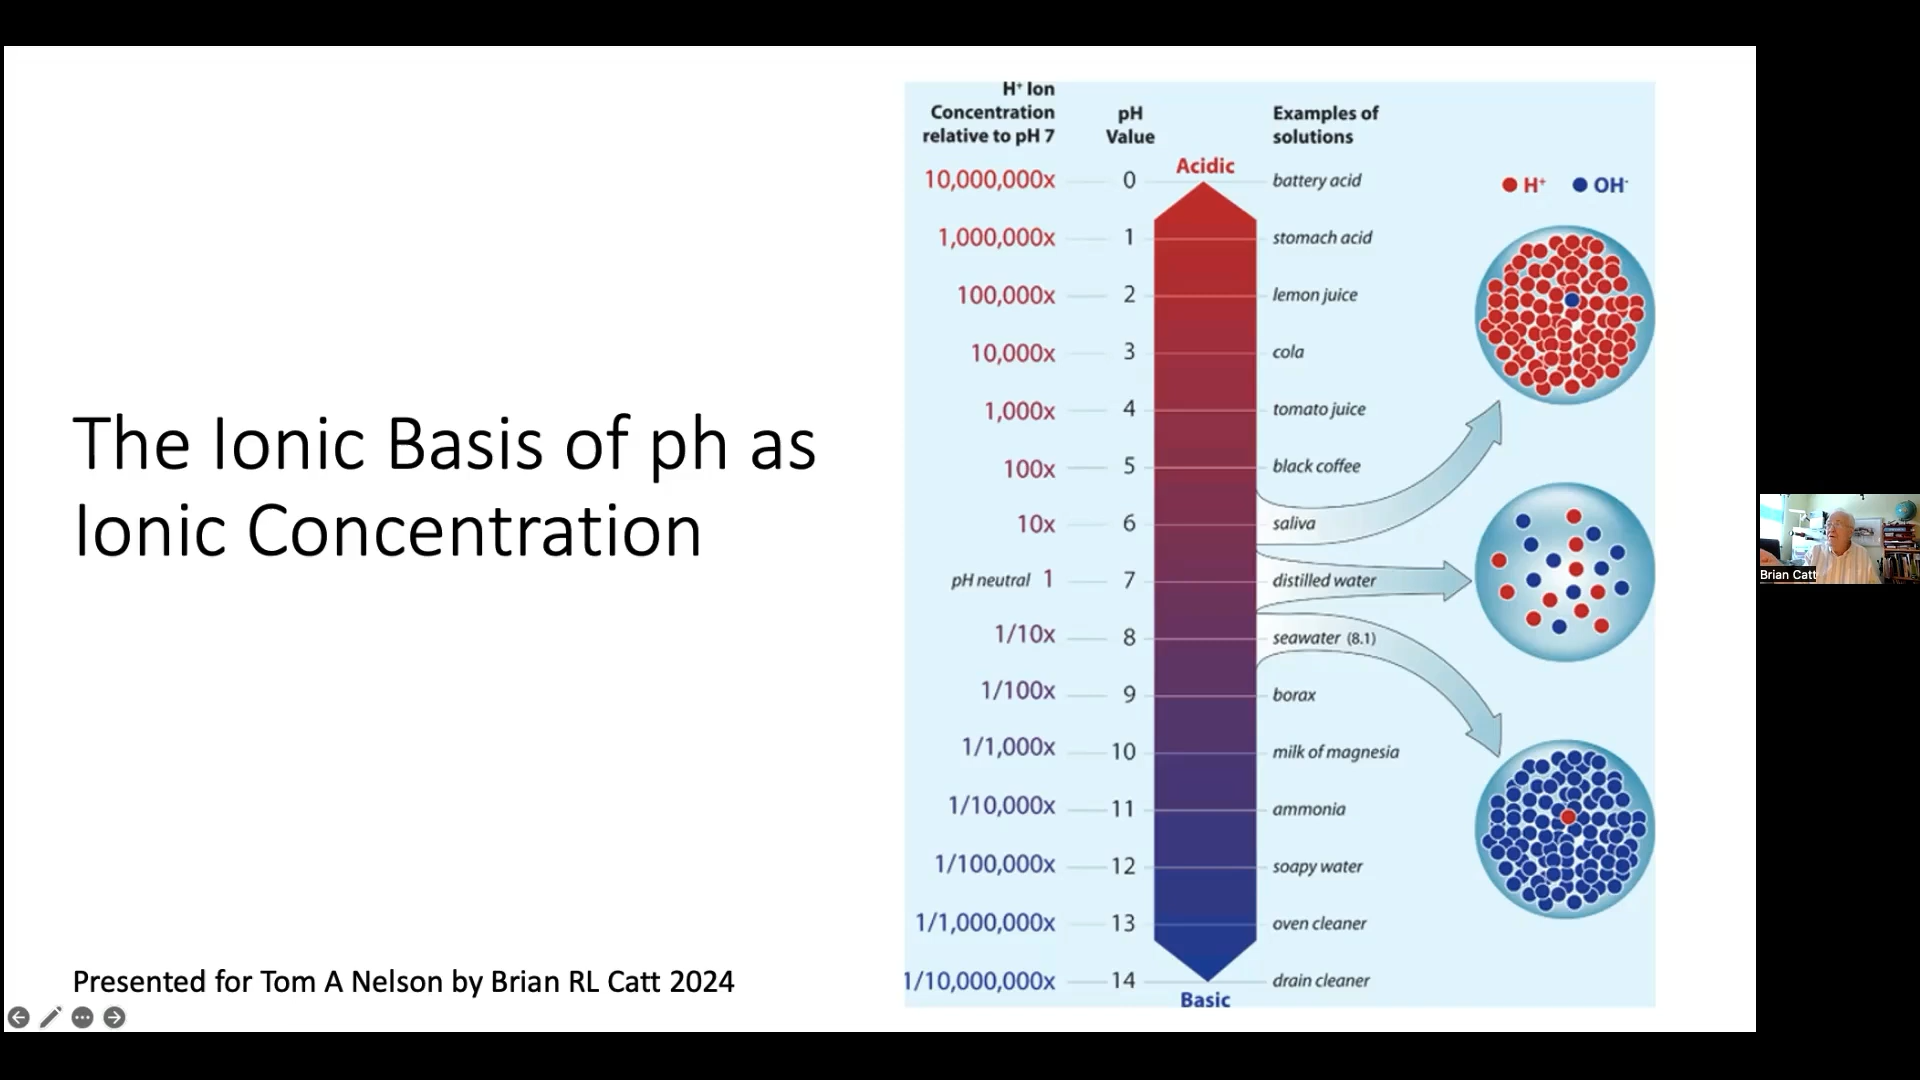 The Ionic Basis of ph as
Ionic Concentration
Presented for Tom A Nelson by Brian RL Catt 2024
H⁺ Ion
Concentration
relative to pH 7
pH
Value
Examples of
solutions
Acidic
H⁺ OH⁻
10,000,000x 0 battery acid
1,000,000x 1 stomach acid
100,000x 2 lemon juice
10,000x 3 cola
1,000x 4 tomato juice
100x 5 black coffee
10x 6 saliva
pH neutral 1 7 distilled water
1/10x 8 seawater (8.1)
1/100x 9 borax
1/1,000x 10 milk of magnesia
1/10,000x 11 ammonia
1/100,000x 12 soapy water
1/1,000,000x 13 oven cleaner
1/10,000,000x 14 drain cleaner
Basic
Brian Catt